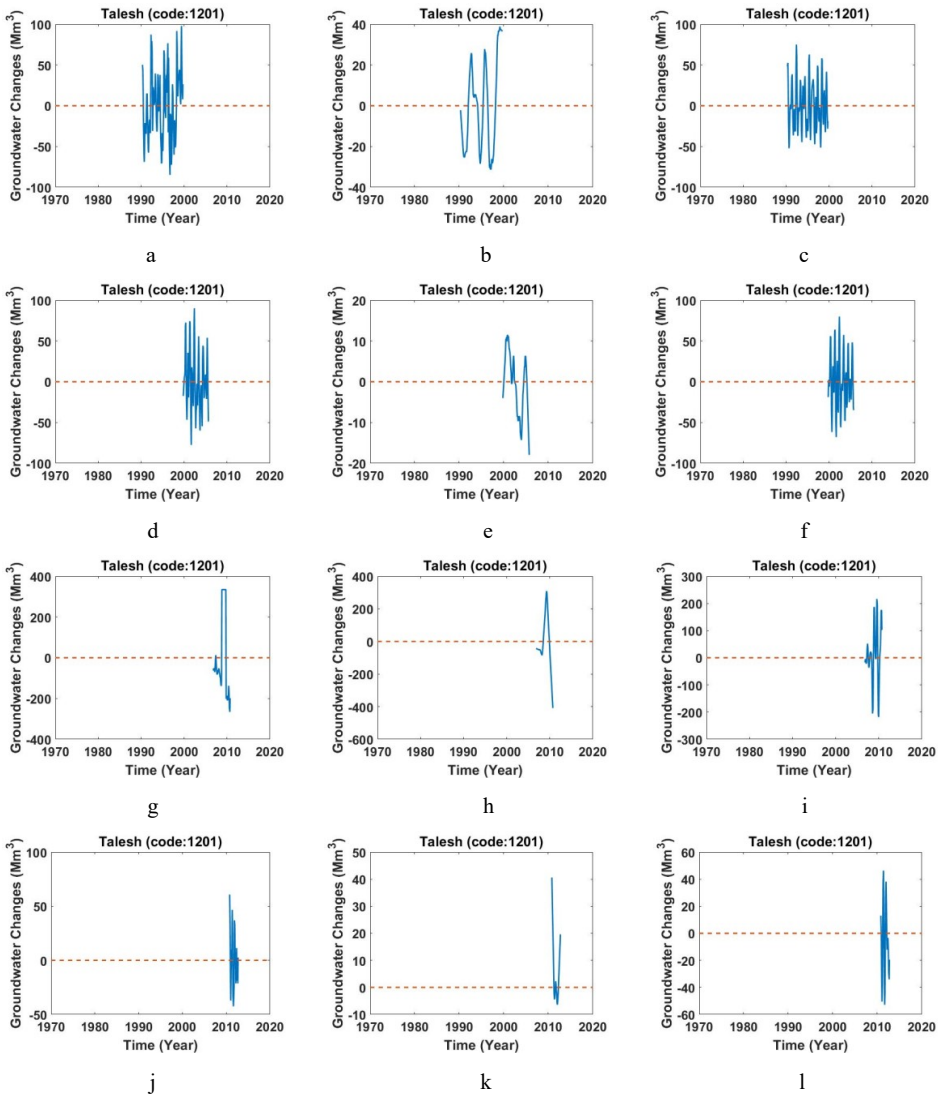 Talesh (code:1201)
Groundwater Changes (Mm³)
100
50
0
-50
-100
1970 1980 1990 2000 2010 2020
Time (Year)
a
Talesh (code:1201)
Groundwater Changes (Mm³)
40
20
0
-20
-40
1970 1980 1990 2000 2010 2020
Time (Year)
b
Talesh (code:1201)
Groundwater Changes (Mm³)
100
50
0
-50
-100
1970 1980 1990 2000 2010 2020
Time (Year)
c
Talesh (code:1201)
Groundwater Changes (Mm³)
100
50
0
-50
-100
1970 1980 1990 2000 2010 2020
Time (Year)
d
Talesh (code:1201)
Groundwater Changes (Mm³)
20
10
0
-10
-20
1970 1980 1990 2000 2010 2020
Time (Year)
e
Talesh (code:1201)
Groundwater Changes (Mm³)
100
50
0
-50
-100
1970 1980 1990 2000 2010 2020
Time (Year)
f
Talesh (code:1201)
Groundwater Changes (Mm³)
400
200
0
-200
-400
1970 1980 1990 2000 2010 2020
Time (Year)
g
Talesh (code:1201)
Groundwater Changes (Mm³)
400
200
0
-200
-400
-600
1970 1980 1990 2000 2010 2020
Time (Year)
h
Talesh (code:1201)
Groundwater Changes (Mm³)
300
200
100
0
-100
-200
-300
1970 1980 1990 2000 2010 2020
Time (Year)
i
Talesh (code:1201)
Groundwater Changes (Mm³)
100
50
0
-50
1970 1980 1990 2000 2010 2020
Time (Year)
j
Talesh (code:1201)
Groundwater Changes (Mm³)
50
40
30
20
10
0
-10
1970 1980 1990 2000 2010 2020
Time (Year)
k
Talesh (code:1201)
Groundwater Changes (Mm³)
60
40
20
0
-20
-40
-60
1970 1980 1990 2000 2010 2020
Time (Year)
l